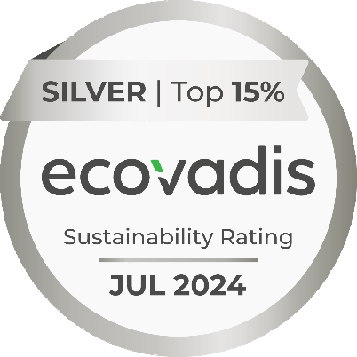 SILVER | Top 15%
ecovadis
Sustainability Rating
JUL 2024